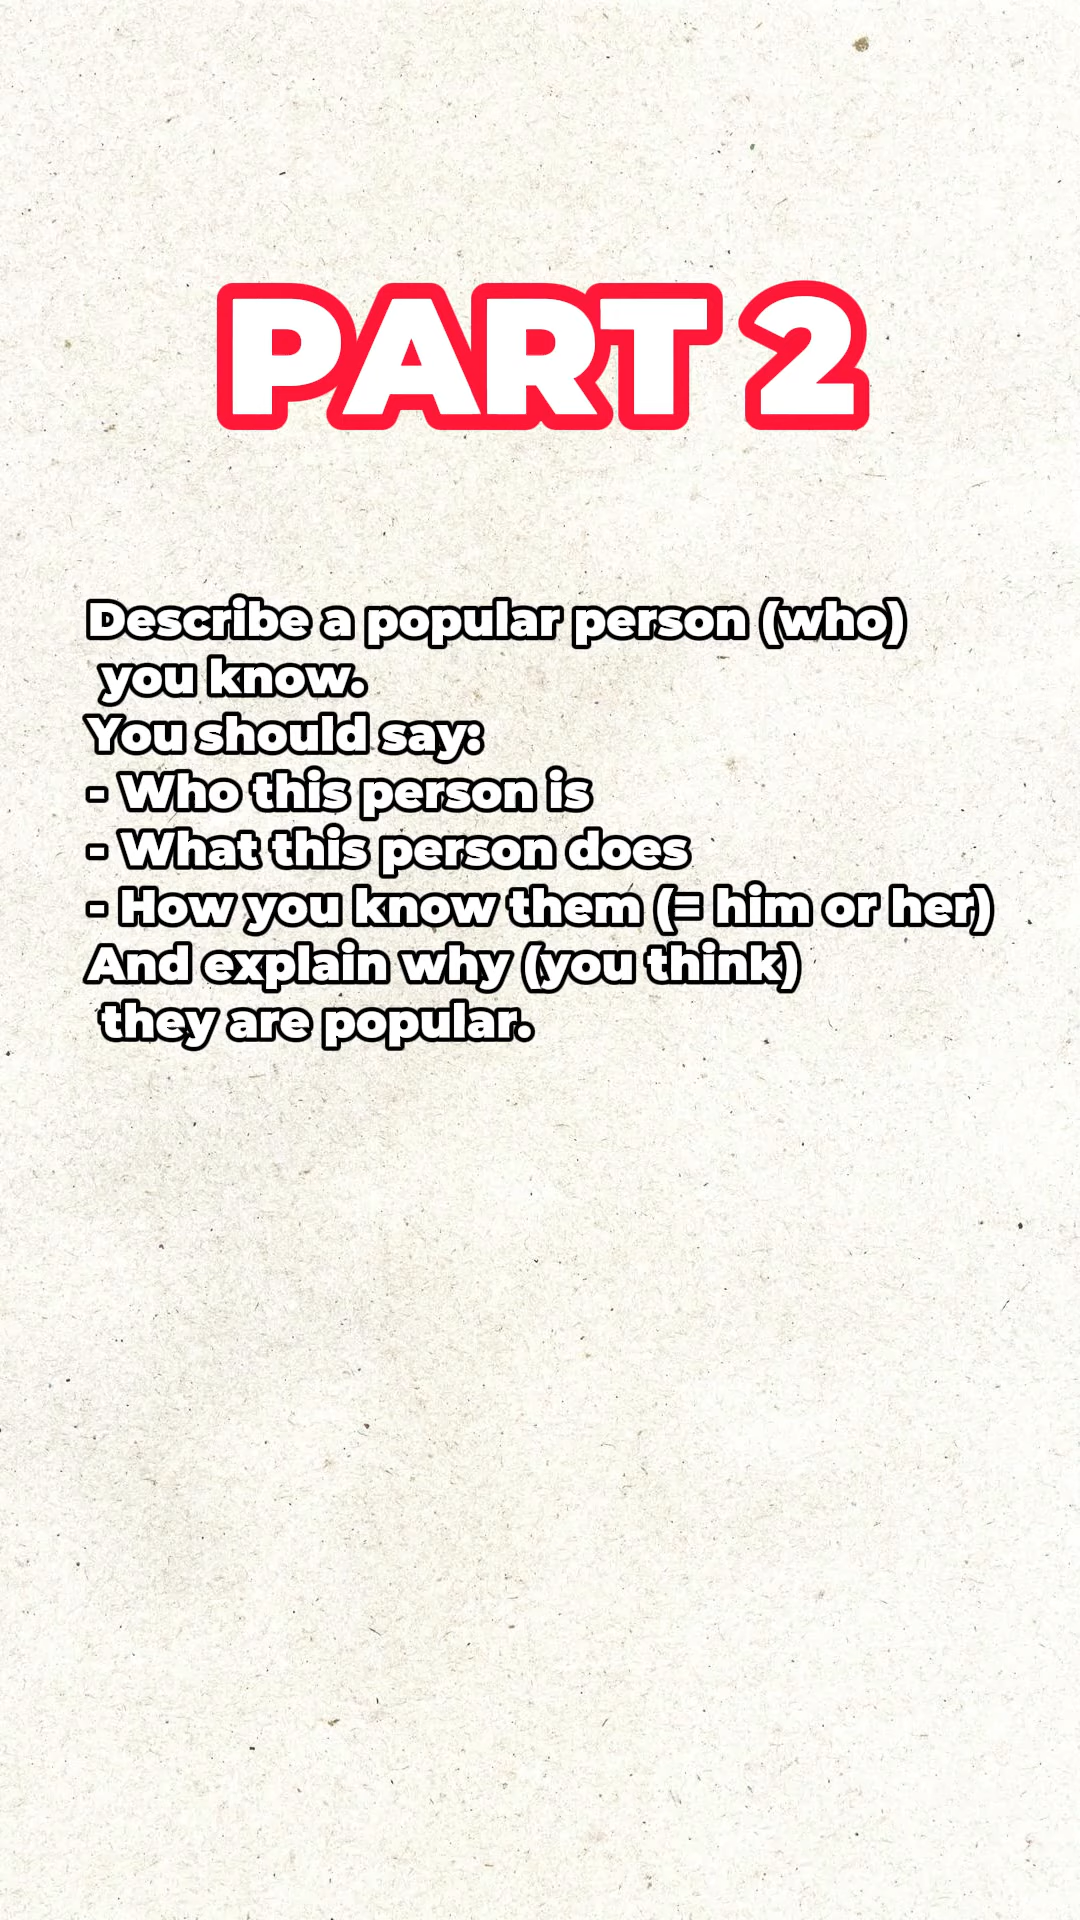 PART 2
Describe a popular person (who)
you know.
You should say:
- Who this person is
- What this person does
- How you know them (= him or her)
And explain why (you think)
they are popular.